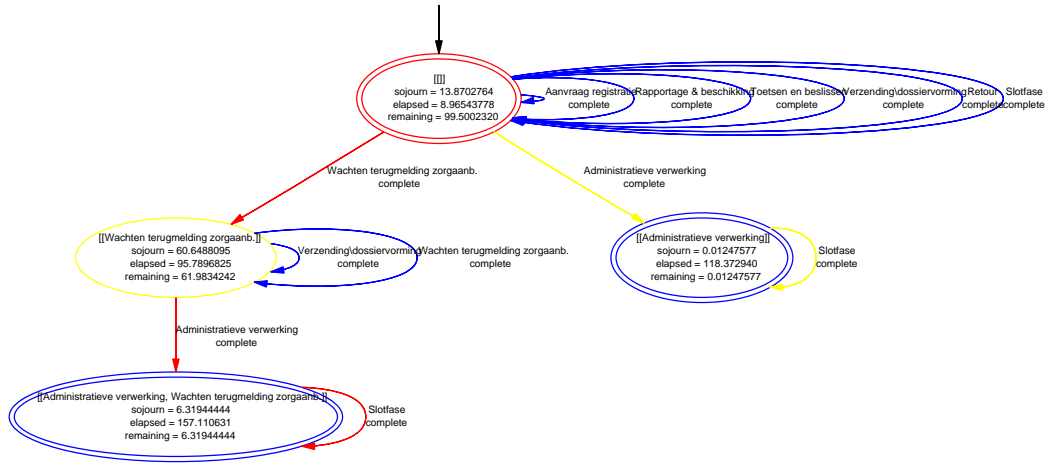 [[]]
sojourn = 13.8702764
elapsed = 8.96543778
remaining = 99.5002320
Aanvraag registratie
complete
Rapportage & beschikking
complete
Toetsen en beslissen
complete
Verzending\dossiervorming
complete
Retour
complete
Slotfase
complete
Wachten terugmelding zorgaanb.
complete
Administratieve verwerking
complete
[[Wachten terugmelding zorgaanb.]]
sojourn = 60.6488095
elapsed = 95.7896825
remaining = 61.9834242
Verzending\dossiervorming
complete
Wachten terugmelding zorgaanb.
complete
[[Administratieve verwerking]]
sojourn = 0.01247577
elapsed = 118.372940
remaining = 0.01247577
Slotfase
complete
Administratieve verwerking
complete
[[Administratieve verwerking, Wachten terugmelding zorgaanb.]]
sojourn = 6.31944444
elapsed = 157.110631
remaining = 6.31944444
Slotfase
complete